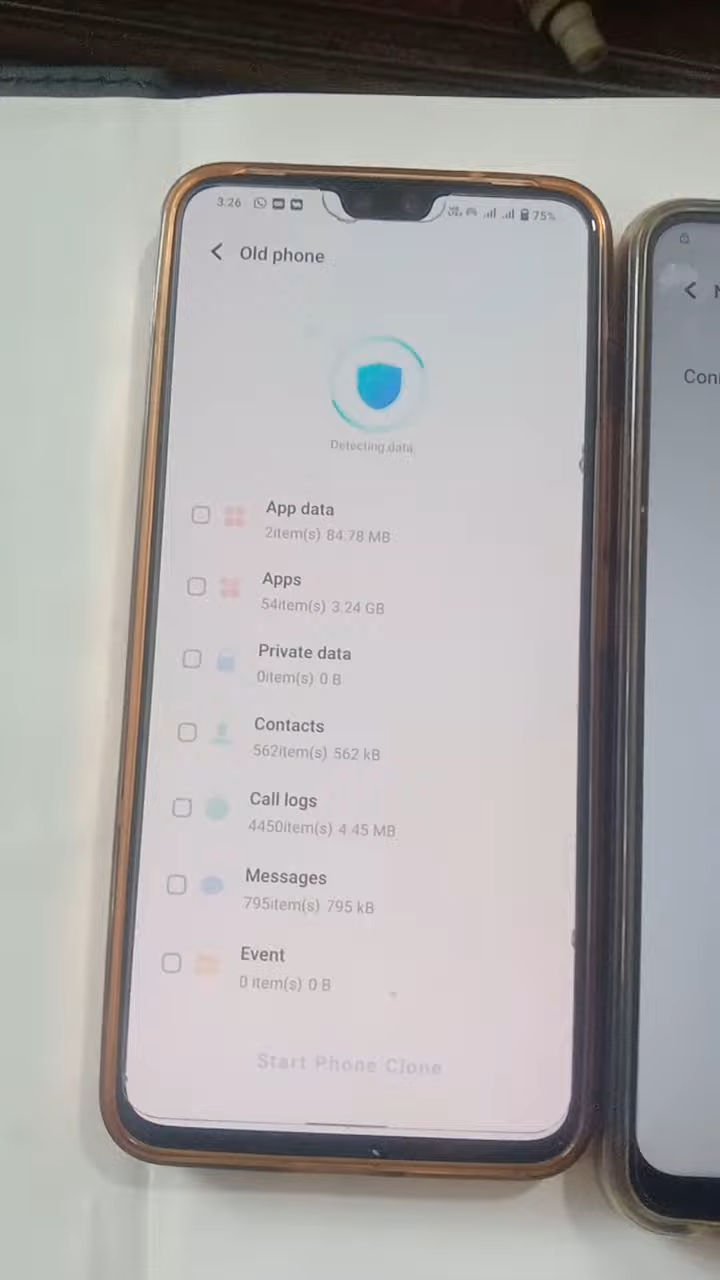 3:26
75%
Old phone
Detecting data
App data
2item(s) 84.78 MB
Apps
54item(s) 3.24 GB
Private data
0item(s) 0 B
Contacts
562item(s) 562 kB
Call logs
4450item(s) 4.45 MB
Messages
795item(s) 795 kB
Event
0 item(s) 0 B
Start Phone Clone